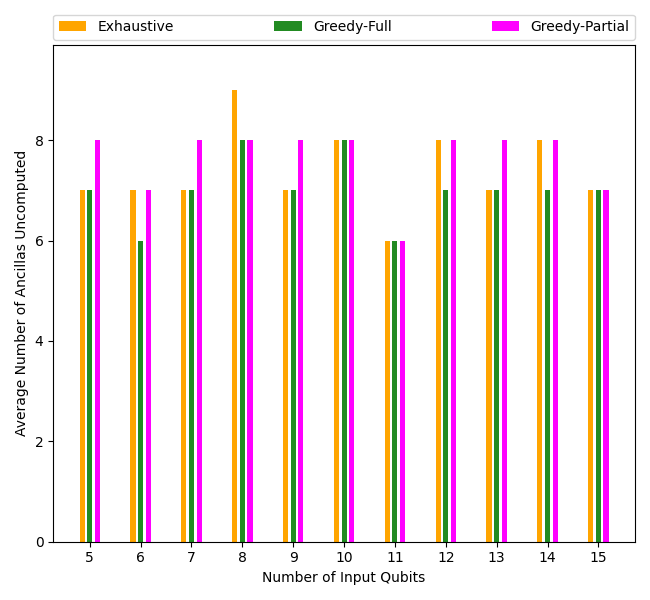 Exhaustive Greedy-Full Greedy-Partial
Average Number of Ancillas Uncomputed
8
6
4
2
0
5 6 7 8 9 10 11 12 13 14 15
Number of Input Qubits